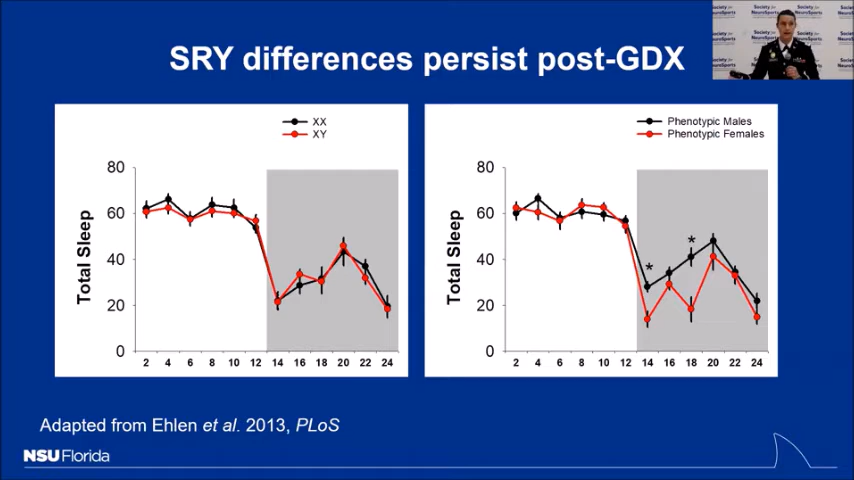 SRY differences persist post-GDX
Society for
NeuroSports
XX
XY
Total Sleep
80
60
40
20
0
2 4 6 8 10 12 14 16 18 20 22 24
Phenotypic Males
Phenotypic Females
Total Sleep
80
60
40
20
0
* *
2 4 6 8 10 12 14 16 18 20 22 24
Adapted from Ehlen et al. 2013, PLoS
NSU Florida